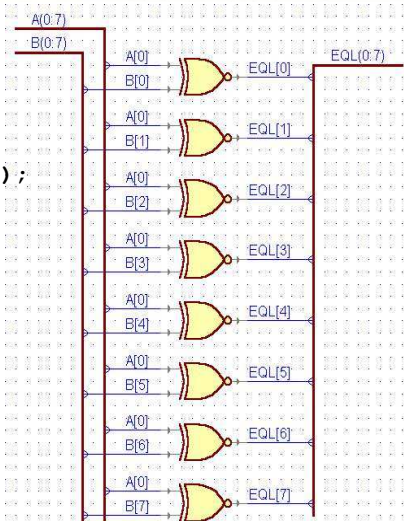 A(0:7)
B(0:7)
EQL(0:7)
A[0]
B[0]
EQL[0]
A[0]
B[1]
EQL[1]
);
A[0]
B[2]
EQL[2]
A[0]
B[3]
EQL[3]
A[0]
B[4]
EQL[4]
A[0]
B[5]
EQL[5]
A[0]
B[6]
EQL[6]
A[0]
B[7]
EQL[7]